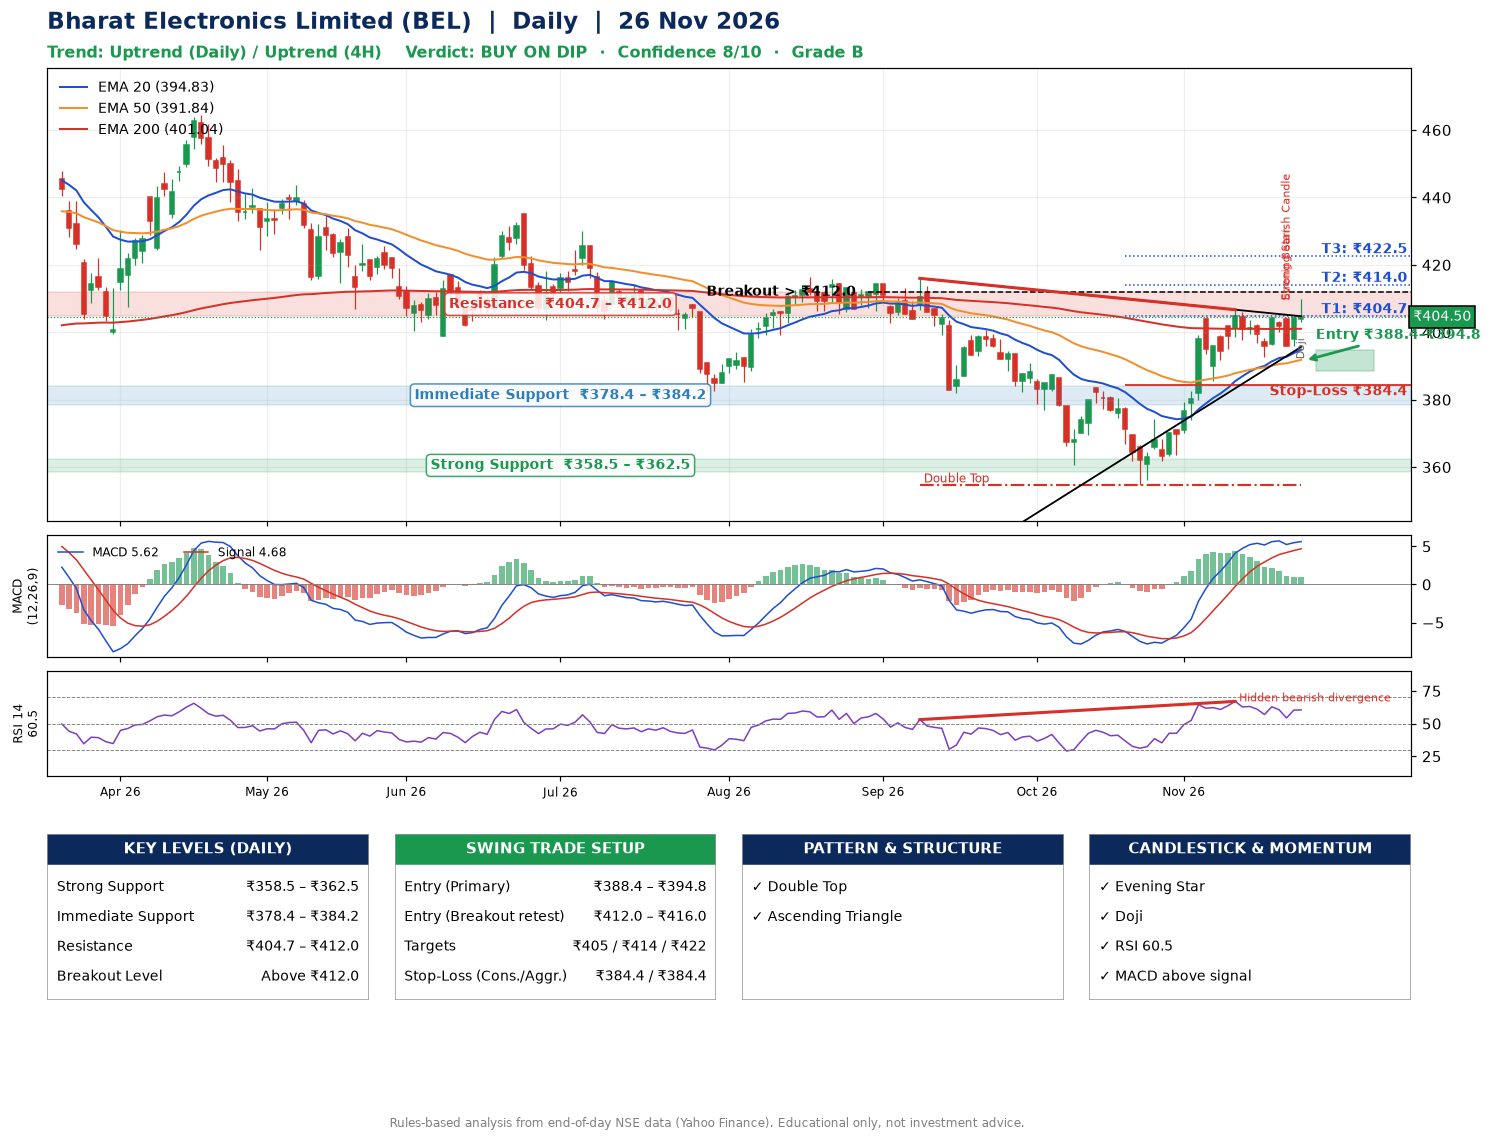 Bharat Electronics Limited (BEL) | Daily | 26 Nov 2026
Trend: Uptrend (Daily) / Uptrend (4H) Verdict: BUY ON DIP · Confidence 8/10 · Grade B
EMA 20 (394.83)
EMA 50 (391.84)
EMA 200 (401.04)
460
440
420
400
380
360
Bearish Candle
T3: ₹422.5
T2: ₹414.0
T1: ₹404.7
₹404.50
Breakout > ₹412.0
Resistance ₹404.7 – ₹412.0
Entry ₹388.4–₹394.8
Doji
Stop-Loss ₹384.4
Immediate Support ₹378.4 – ₹384.2
Strong Support ₹358.5 – ₹362.5
Double Top
MACD
(12,26,9)
MACD 5.62
Signal 4.68
5
0
−5
RSI 14
60.5
Hidden bearish divergence
75
50
25
Apr 26
May 26
Jun 26
Jul 26
Aug 26
Sep 26
Oct 26
Nov 26
KEY LEVELS (DAILY)
Strong Support ₹358.5 – ₹362.5
Immediate Support ₹378.4 – ₹384.2
Resistance ₹404.7 – ₹412.0
Breakout Level Above ₹412.0
SWING TRADE SETUP
Entry (Primary) ₹388.4 – ₹394.8
Entry (Breakout retest) ₹412.0 – ₹416.0
Targets ₹405 / ₹414 / ₹422
Stop-Loss (Cons./Aggr.) ₹384.4 / ₹384.4
PATTERN & STRUCTURE
✓ Double Top
✓ Ascending Triangle
CANDLESTICK & MOMENTUM
✓ Evening Star
✓ Doji
✓ RSI 60.5
✓ MACD above signal
Rules-based analysis from end-of-day NSE data (Yahoo Finance). Educational only, not investment advice.